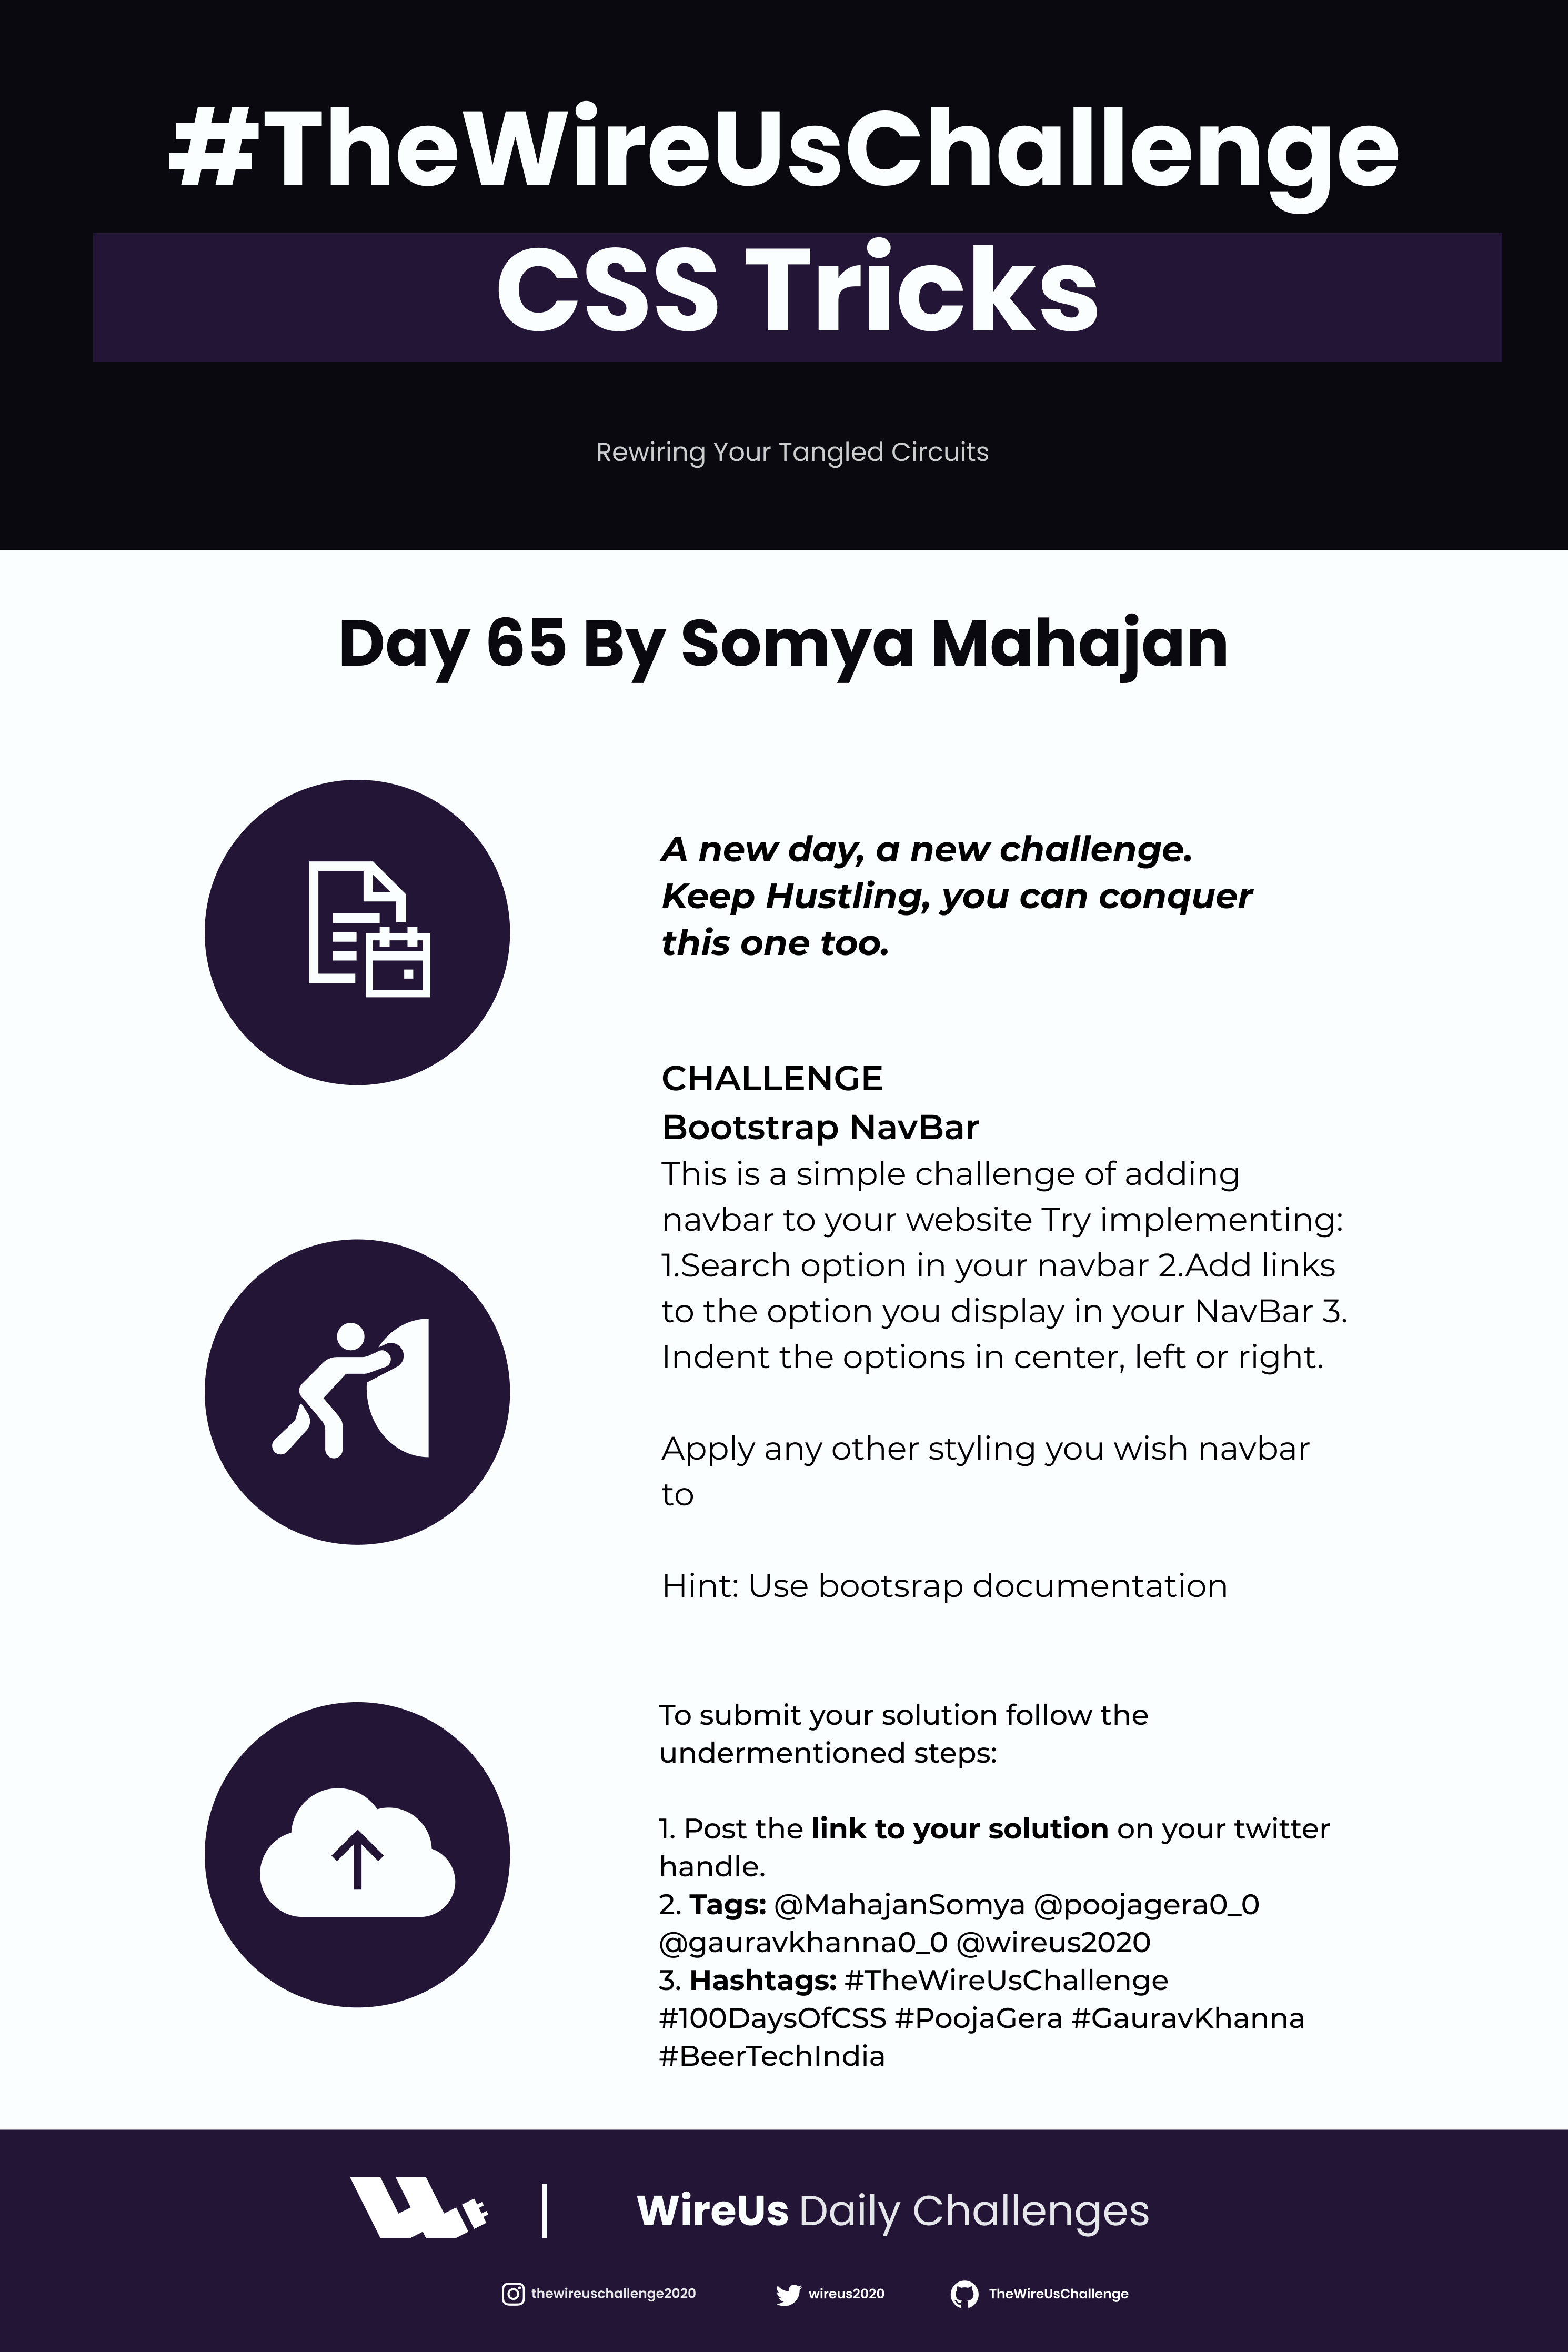 #TheWireUsChallenge
CSS Tricks
Rewiring Your Tangled Circuits
Day 65 By Somya Mahajan
A new day, a new challenge.
Keep Hustling, you can conquer
this one too.
CHALLENGE
Bootstrap NavBar
This is a simple challenge of adding
navbar to your website Try implementing:
1.Search option in your navbar 2.Add links
to the option you display in your NavBar 3.
Indent the options in center, left or right.
Apply any other styling you wish navbar
to
Hint: Use bootsrap documentation
To submit your solution follow the
undermentioned steps:
1. Post the link to your solution on your twitter
handle.
2. Tags: @MahajanSomya @poojagera0_0
@gauravkhanna0_0 @wireus2020
3. Hashtags: #TheWireUsChallenge
#100DaysOfCSS #PoojaGera #GauravKhanna
#BeerTechIndia
WireUs Daily Challenges
thewireuschallenge2020 wireus2020 TheWireUsChallenge